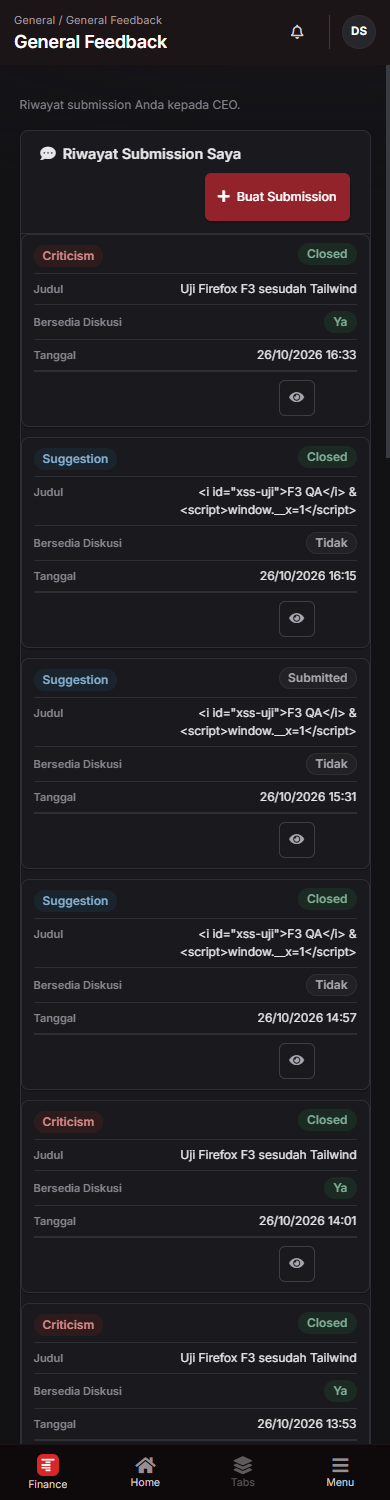 General / General Feedback
General Feedback
DS
Riwayat submission Anda kepada CEO.
Riwayat Submission Saya
Buat Submission
Criticism
Closed
Judul
Uji Firefox F3 sesudah Tailwind
Bersedia Diskusi
Ya
Tanggal
26/10/2026 16:33
Suggestion
Closed
Judul
<i id="xss-uji">F3 QA</i> &
<script>window.__x=1</script>
Bersedia Diskusi
Tidak
Tanggal
26/10/2026 16:15
Suggestion
Submitted
Judul
<i id="xss-uji">F3 QA</i> &
<script>window.__x=1</script>
Bersedia Diskusi
Tidak
Tanggal
26/10/2026 15:31
Suggestion
Closed
Judul
<i id="xss-uji">F3 QA</i> &
<script>window.__x=1</script>
Bersedia Diskusi
Tidak
Tanggal
26/10/2026 14:57
Criticism
Closed
Judul
Uji Firefox F3 sesudah Tailwind
Bersedia Diskusi
Ya
Tanggal
26/10/2026 14:01
Criticism
Closed
Judul
Uji Firefox F3 sesudah Tailwind
Bersedia Diskusi
Ya
Tanggal
26/10/2026 13:53
Finance
Home
Tabs
Menu